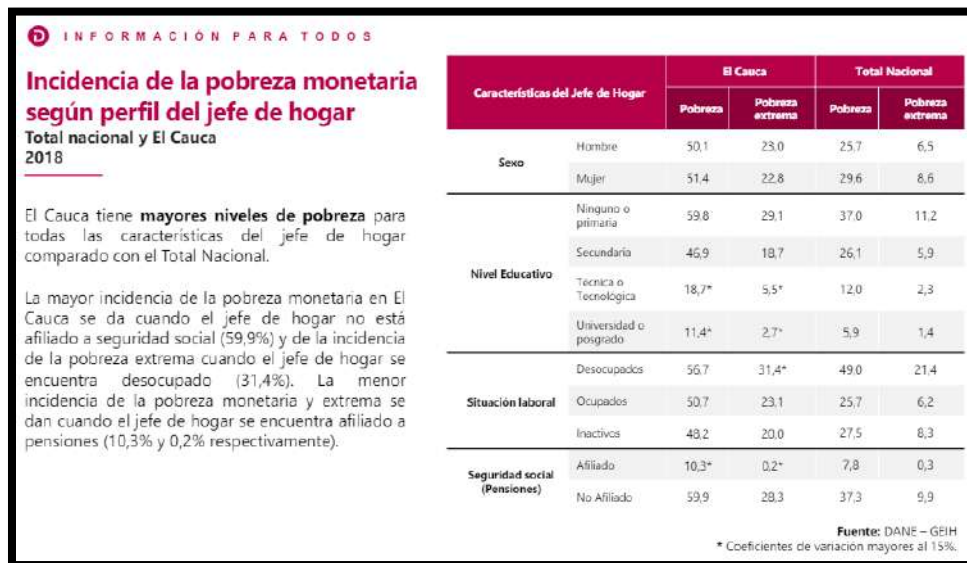 INFORMACIÓN PARA TODOS
Incidencia de la pobreza monetaria
según perfil del jefe de hogar
Total nacional y El Cauca
2018
El Cauca tiene mayores niveles de pobreza para
todas las características del jefe de hogar
comparado con el Total Nacional.
La mayor incidencia de la pobreza monetaria en El
Cauca se da cuando el jefe de hogar no está
afiliado a seguridad social (59,9%) y de la incidencia
de la pobreza extrema cuando el jefe de hogar se
encuentra desocupado (31,4%). La menor
incidencia de la pobreza monetaria y extrema se
dan cuando el jefe de hogar se encuentra afiliado a
pensiones (10,3% y 0,2% respectivamente).
Características del Jefe de Hogar El Cauca Total Nacional
Pobreza Pobreza extrema Pobreza Pobreza extrema
Sexo
Hombre 50,1 23,0 25,7 6,5
Mujer 51,4 22,8 29,6 8,6
Nivel Educativo
Ninguno o primaria 59,8 29,1 37,0 11,2
Secundaria 46,9 18,7 26,1 5,9
Técnica o Tecnológica 18,7* 5,5* 12,0 2,3
Universidad o posgrado 11,4* 2,7* 5,9 1,4
Situación laboral
Desocupados 56,7 31,4* 49,0 21,4
Ocupados 50,7 23,1 25,7 6,2
Inactivos 48,2 20,0 27,5 8,3
Seguridad social (Pensiones)
Afiliado 10,3* 0,2* 7,8 0,3
No Afiliado 59,9 28,3 37,3 9,9
Fuente: DANE – GEIH
* Coeficientes de variación mayores al 15%.